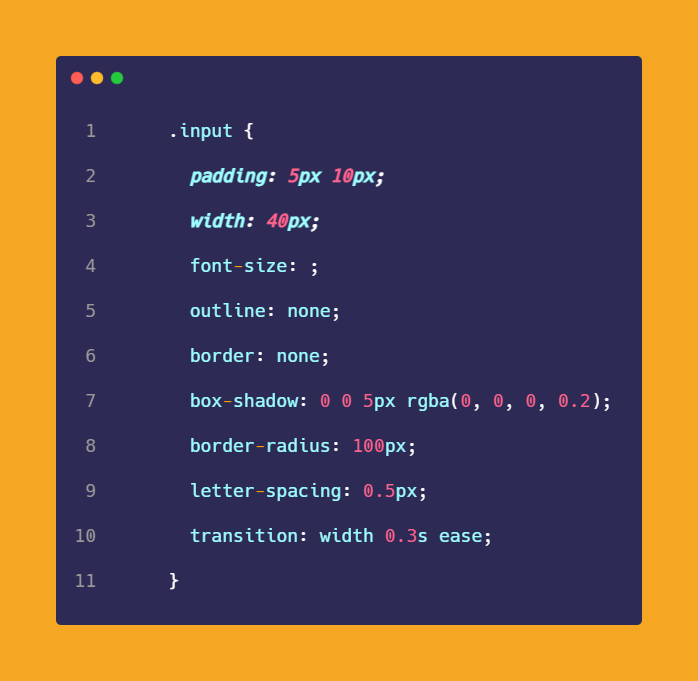 1 .input {
2 padding: 5px 10px;
3 width: 40px;
4 font-size: ;
5 outline: none;
6 border: none;
7 box-shadow: 0 0 5px rgba(0, 0, 0, 0.2);
8 border-radius: 100px;
9 letter-spacing: 0.5px;
10 transition: width 0.3s ease;
11 }